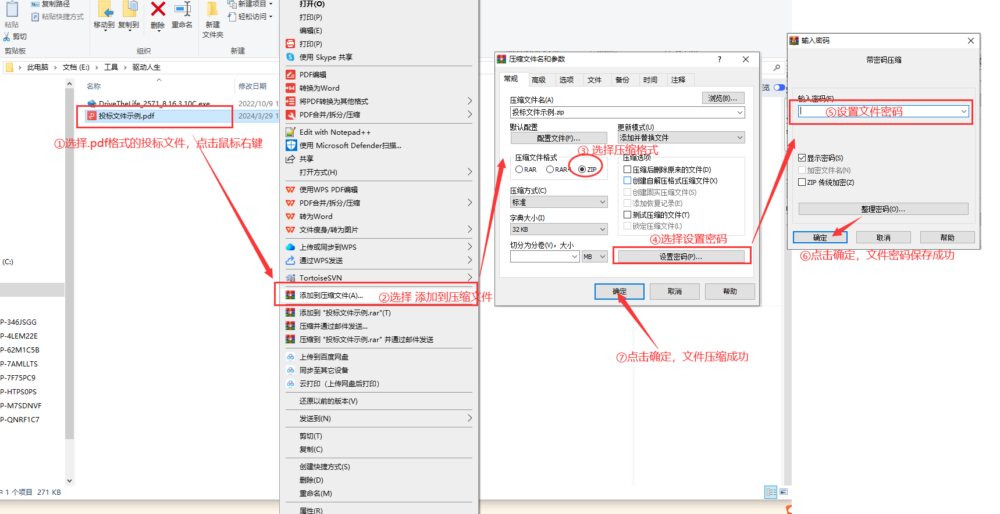 复制路径
粘贴快捷方式
粘贴
剪切
剪贴板
移动到
复制到
删除
重命名
组织
新建
文件夹
新建项目
轻松访问
新建
此电脑 › 文档 (E:) › 工具 › 驱动人生
名称
修改日期
DriveTheLife_2571_8.16.3.10C.exe
2022/10/9 1
投标文件示例.pdf
2024/3/29 1
①选择.pdf格式的投标文件，点击鼠标右键
(C:)
P-346JSGG
P-4LEM22E
P-62M1C5B
P-7AMLLTS
P-7F75PC9
P-HTPS0PS
P-M7SDNVF
P-QNRF1C7
中 1 个项目 271 KB
打开(O)
打印(P)
编辑(E)
打印(P)
使用 Skype 共享
PDF编辑
转换为Word
将PDF转换为其他格式
PDF合并/拆分/压缩
Edit with Notepad++
使用 Microsoft Defender扫描...
共享
打开方式(H)
使用WPS PDF编辑
PDF合并/拆分/压缩
转为Word
文件瘦身/转为图片
上传或同步到WPS
通过WPS发送
TortoiseSVN
添加到压缩文件(A)...
②选择 添加到压缩文件
添加到 "投标文件示例.rar"(T)
压缩并通过邮件发送...
压缩到 "投标文件示例.rar" 并通过邮件发送
上传到百度网盘
同步至其它设备
云打印（上传网盘后打印）
还原以前的版本(V)
发送到(N)
剪切(T)
复制(C)
创建快捷方式(S)
删除(D)
重命名(M)
属性(R)
压缩文件名和参数
?
常规 高级 选项 文件 备份 时间 注释
压缩文件名(A)
浏览(B)...
投标文件示例.zip
默认配置
配置文件(F)...
更新模式(U)
添加并替换文件
③ 选择压缩格式
压缩文件格式
RAR RAR4 ZIP
压缩选项
压缩后删除原来的文件(D)
创建自解压格式压缩文件(X)
创建固实压缩文件(S)
添加恢复记录(E)
测试压缩的文件(T)
锁定压缩文件(L)
压缩方式(C)
标准
字典大小(I)
32 KB
切分为分卷(V)，大小
MB
④选择设置密码
设置密码(P)...
确定 取消 帮助
⑦点击确定，文件压缩成功
览
输入密码
带密码压缩
输入密码(E)
⑤设置文件密码
显示密码(S)
加密文件名(N)
ZIP 传统加密(Z)
整理密码(O)...
确定 取消 帮助
⑥点击确定，文件密码保存成功